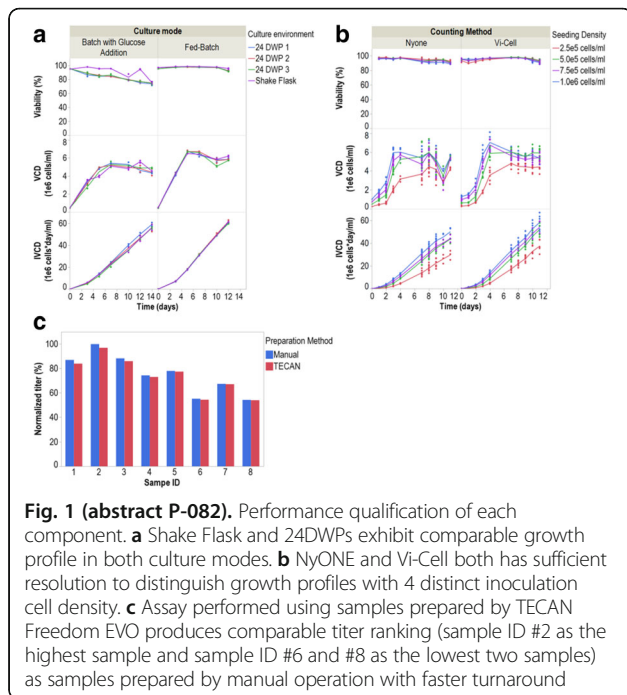 a
Culture mode
Batch with Glucose Addition
Fed-Batch
Culture environment
24 DWP 1
24 DWP 2
24 DWP 3
Shake Flask
Viability (%)
100
80
60
40
20
0
VCD
(1e6 cells/ml)
8
6
4
2
0
IVCD
(1e6 cells*day/ml)
60
40
20
0
0 2 4 6 8 10 12 14 0 2 4 6 8 10 12 14
Time (days)
b
Counting Method
Nyone
Vi-Cell
Seeding Density
2.5e5 cells/ml
5.0e5 cells/ml
7.5e5 cells/ml
1.0e6 cells/ml
Viability (%)
100
80
60
40
20
0
VCD
(1e6 cells/ml)
8
6
4
2
0
IVCD
(1e6 cells*day/ml)
60
40
20
0
0 2 4 6 8 10 12 0 2 4 6 8 10 12
Time (days)
c
Normalized titer (%)
100
80
60
40
20
0
1 2 3 4 5 6 7 8
Sampe ID
Preparation Method
Manual
TECAN
Fig. 1 (abstract P-082). Performance qualification of each
component. a Shake Flask and 24DWPs exhibit comparable growth
profile in both culture modes. b NyONE and Vi-Cell both has sufficient
resolution to distinguish growth profiles with 4 distinct inoculation
cell density. c Assay performed using samples prepared by TECAN
Freedom EVO produces comparable titer ranking (sample ID #2 as the
highest sample and sample ID #6 and #8 as the lowest two samples)
as samples prepared by manual operation with faster turnaround